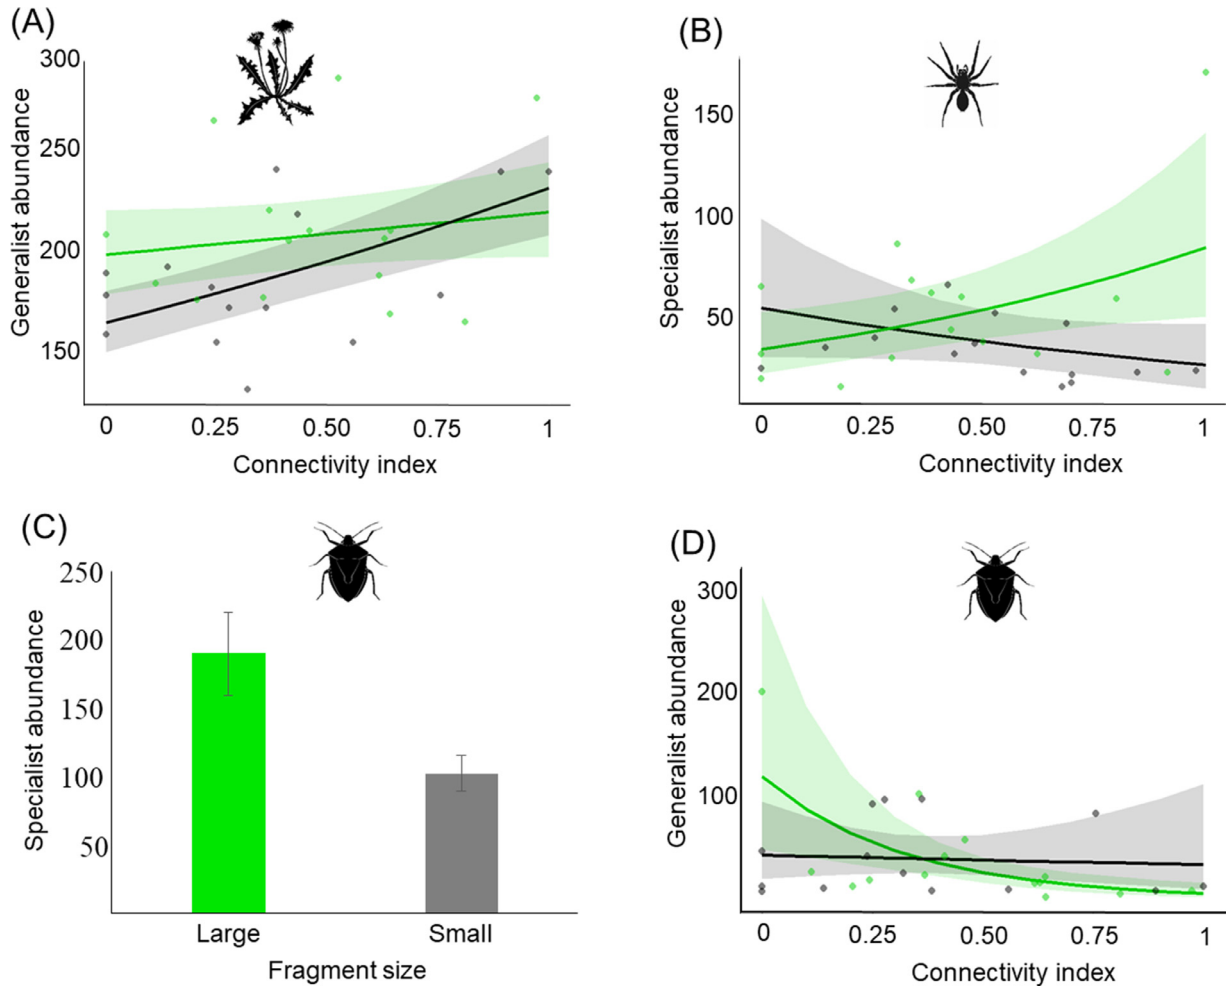 (A)
Generalist abundance
300
250
200
150
0 0.25 0.50 0.75 1
Connectivity index
(B)
Specialist abundance
150
100
50
0 0.25 0.50 0.75 1
Connectivity index
(C)
Specialist abundance
250
200
150
100
50
Large Small
Fragment size
(D)
Generalist abundance
300
200
100
0 0.25 0.50 0.75 1
Connectivity index